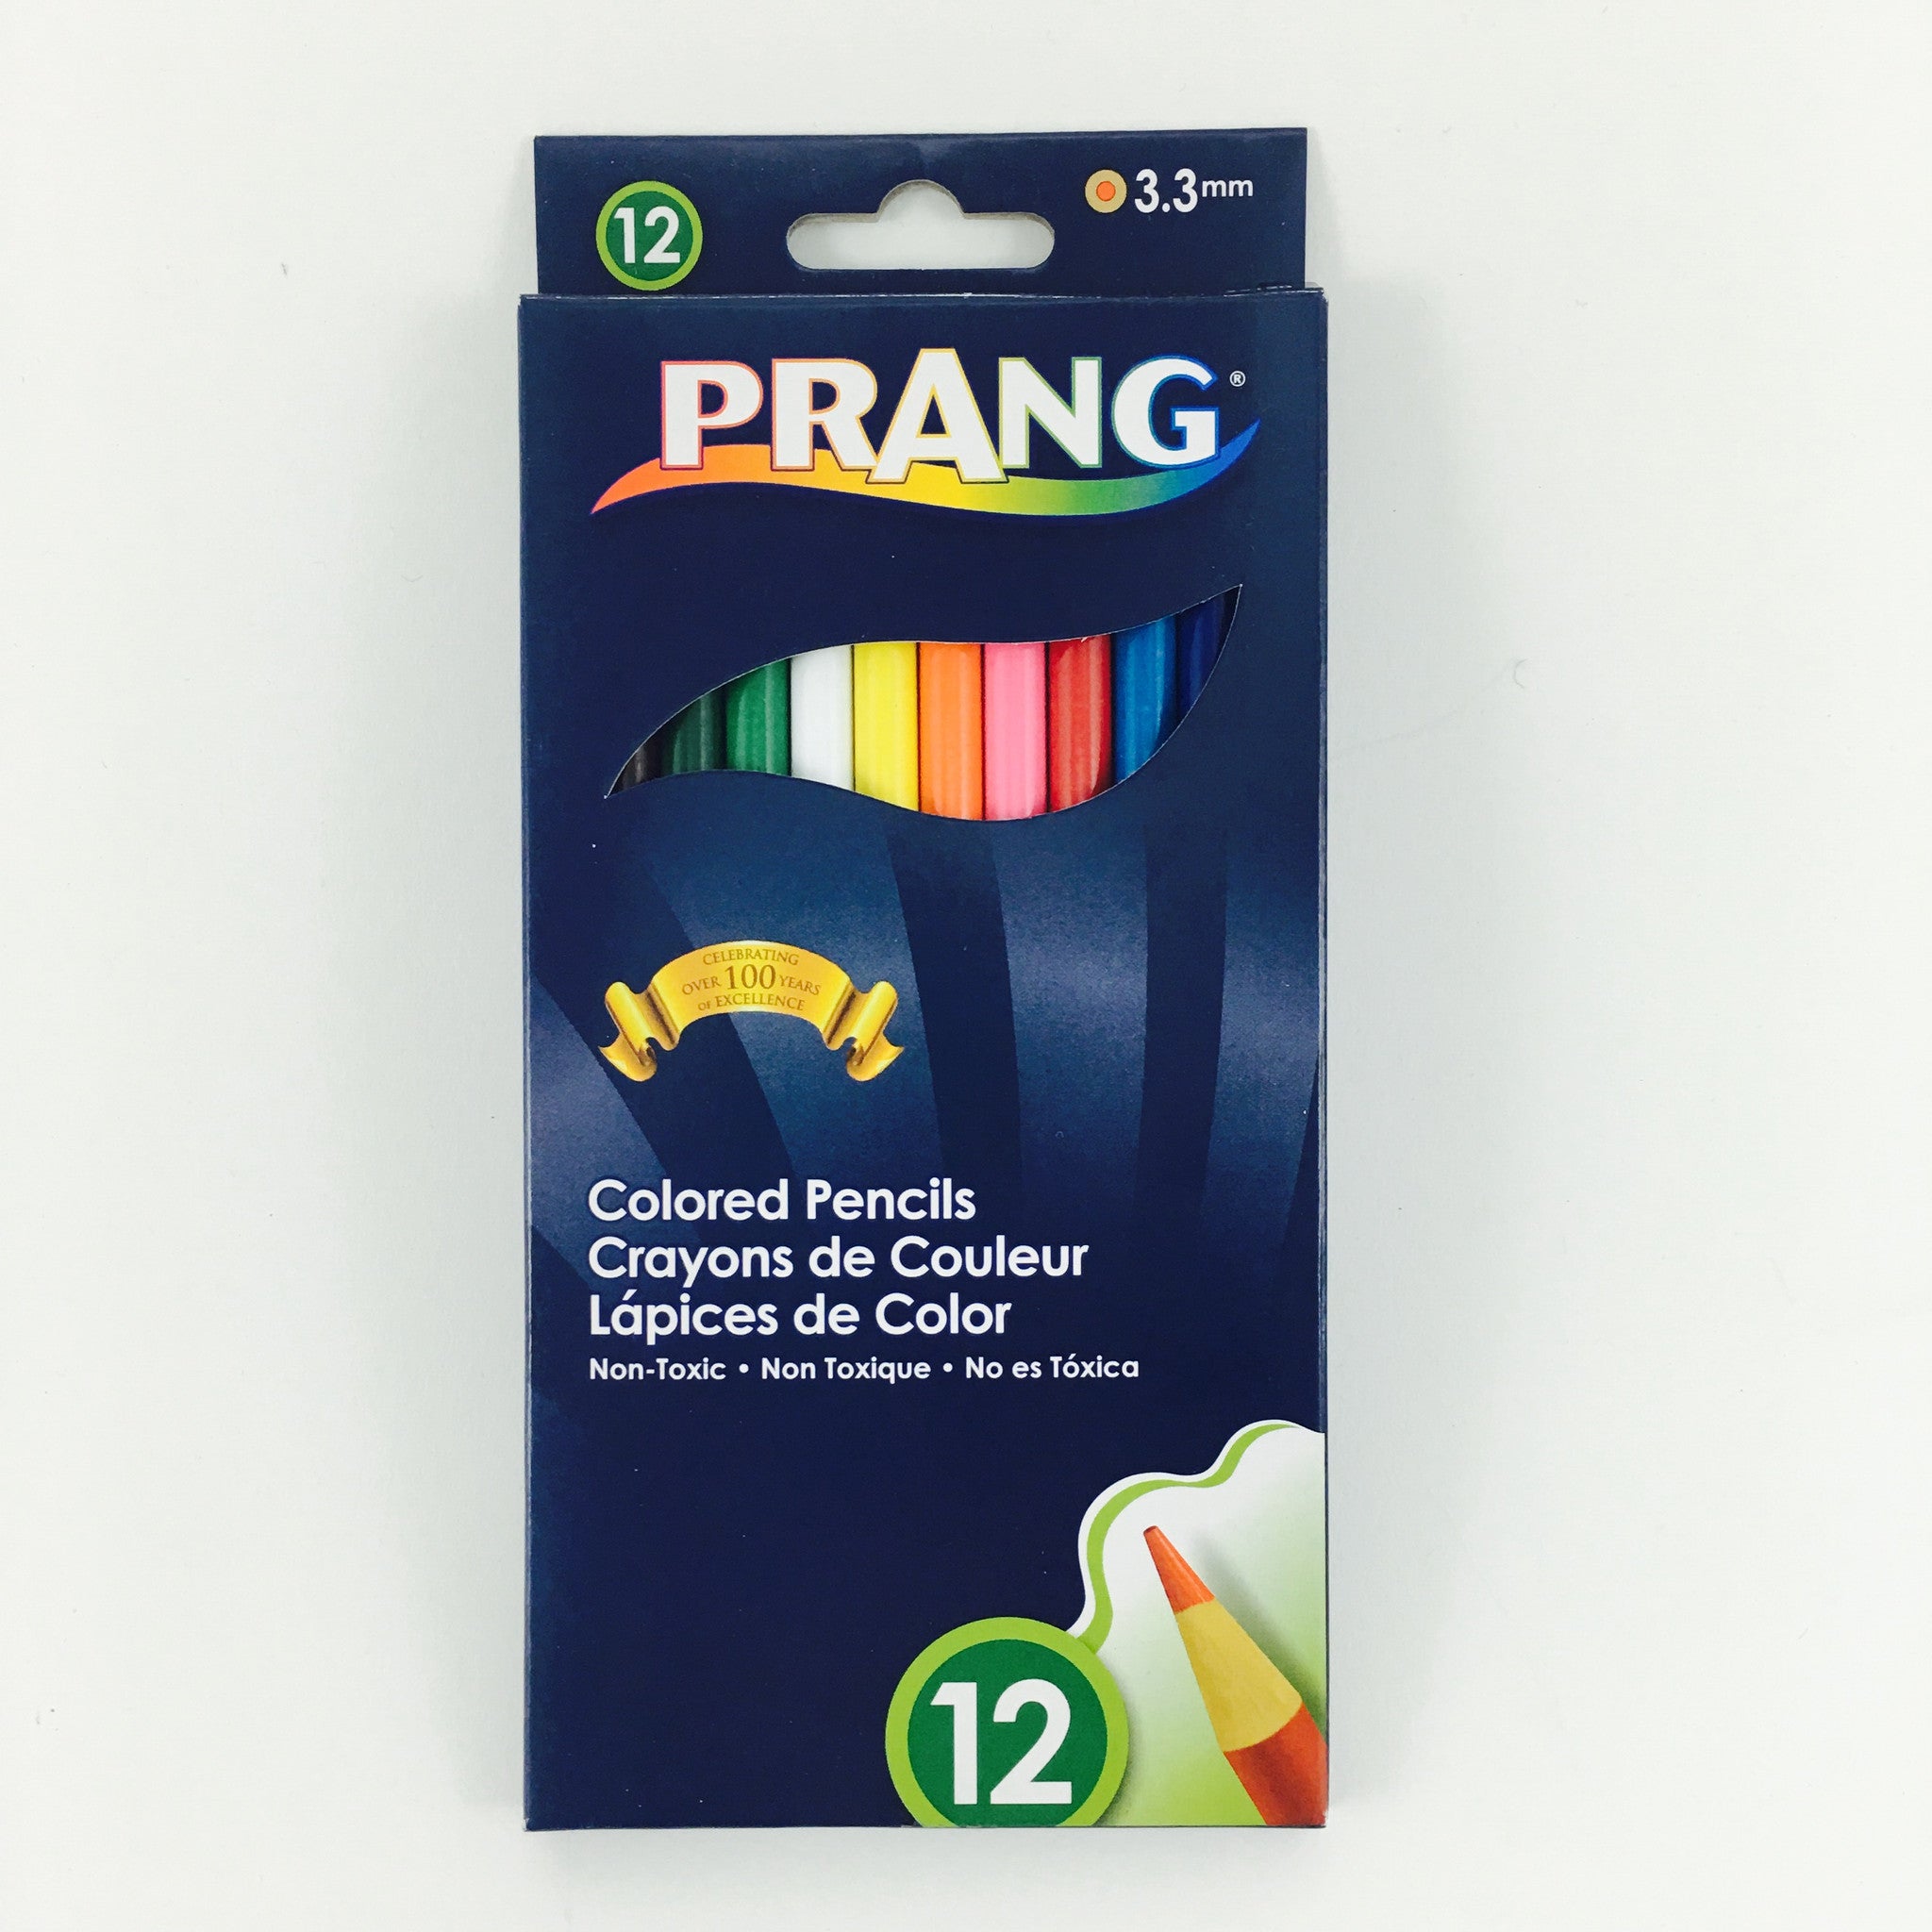 12
3.3mm
PRANG®
CELEBRATING
OVER 100 YEARS
OF EXCELLENCE
Colored Pencils
Crayons de Couleur
Lápices de Color
Non-Toxic • Non Toxique • No es Tóxica
12